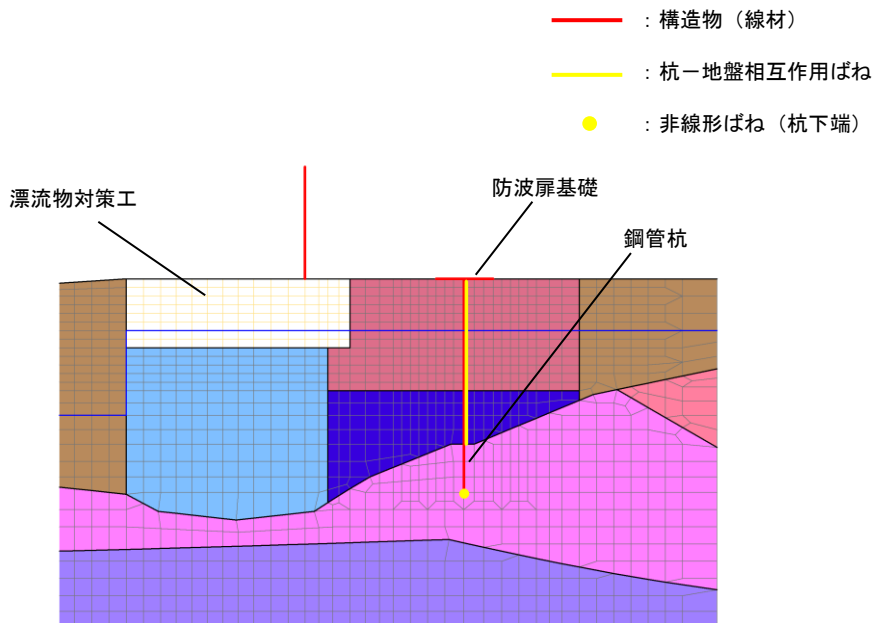 ：構造物（線材）
：杭－地盤相互作用ばね
：非線形ばね（杭下端）
防波扉基礎
漂流物対策工
鋼管杭